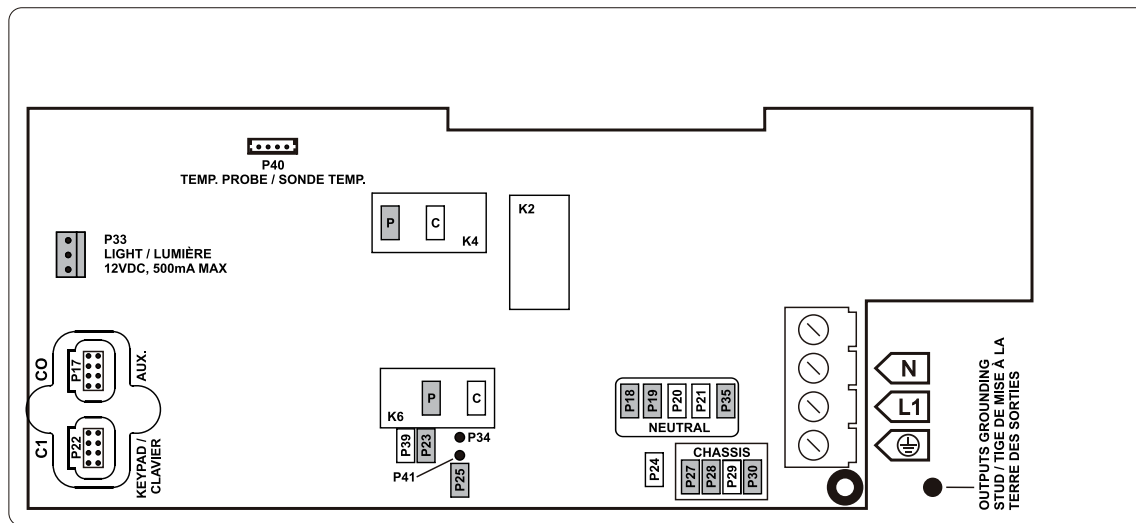 P40
TEMP. PROBE / SONDE TEMP.
P
C
K4
K2
P33
LIGHT / LUMIÈRE
12VDC, 500mA MAX
CO
P17
AUX.
C1
P22
KEYPAD /
CLAVIER
P
C
K6
P39
P23
P34
P41
P25
P18
P19
P20
P21
P35
NEUTRAL
P24
CHASSIS
P27
P28
P29
P30
N
L1
OUTPUTS GROUNDING
STUD / TIGE DE MISE À LA
TERRE DES SORTIES